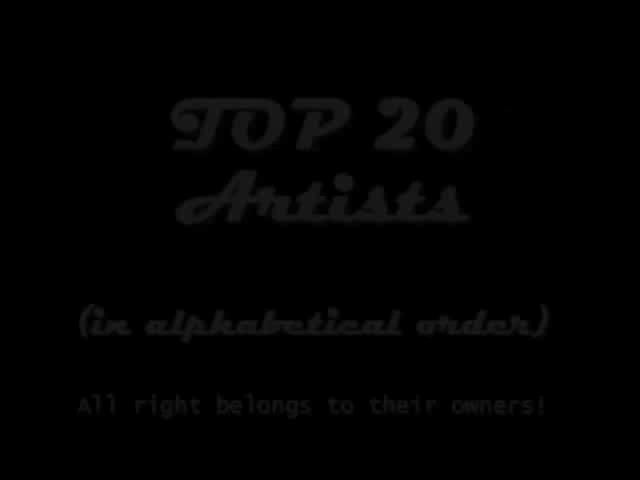 TOP 20
Artists
(in alphabetical order)
All right belongs to their owners!